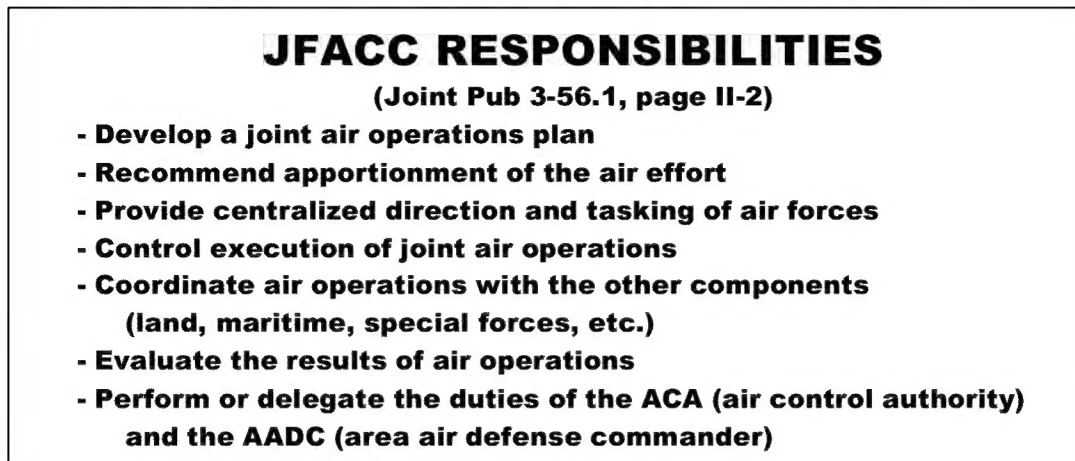 JFACC RESPONSIBILITIES
(Joint Pub 3-56.1, page II-2)
- Develop a joint air operations plan
- Recommend apportionment of the air effort
- Provide centralized direction and tasking of air forces
- Control execution of joint air operations
- Coordinate air operations with the other components
(land, maritime, special forces, etc.)
- Evaluate the results of air operations
- Perform or delegate the duties of the ACA (air control authority)
and the AADC (area air defense commander)